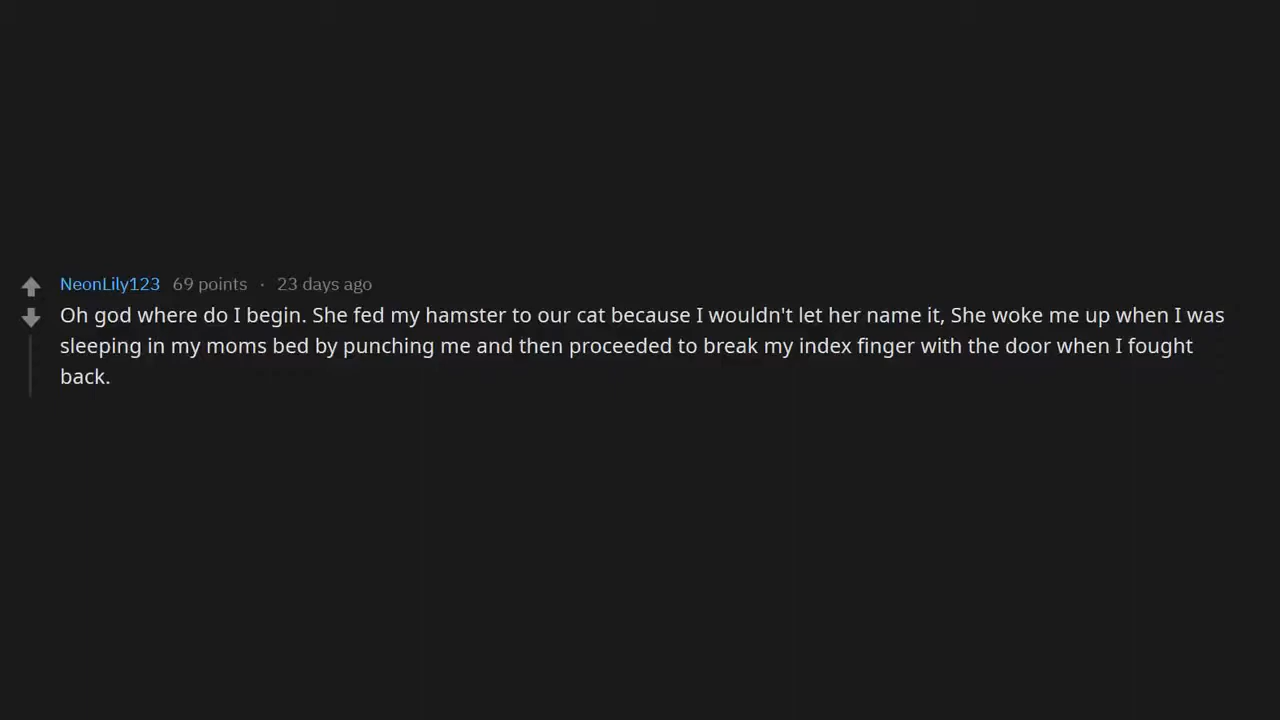 NeonLily123 69 points · 23 days ago
Oh god where do I begin. She fed my hamster to our cat because I wouldn't let her name it, She woke me up when I was
sleeping in my moms bed by punching me and then proceeded to break my index finger with the door when I fought
back.